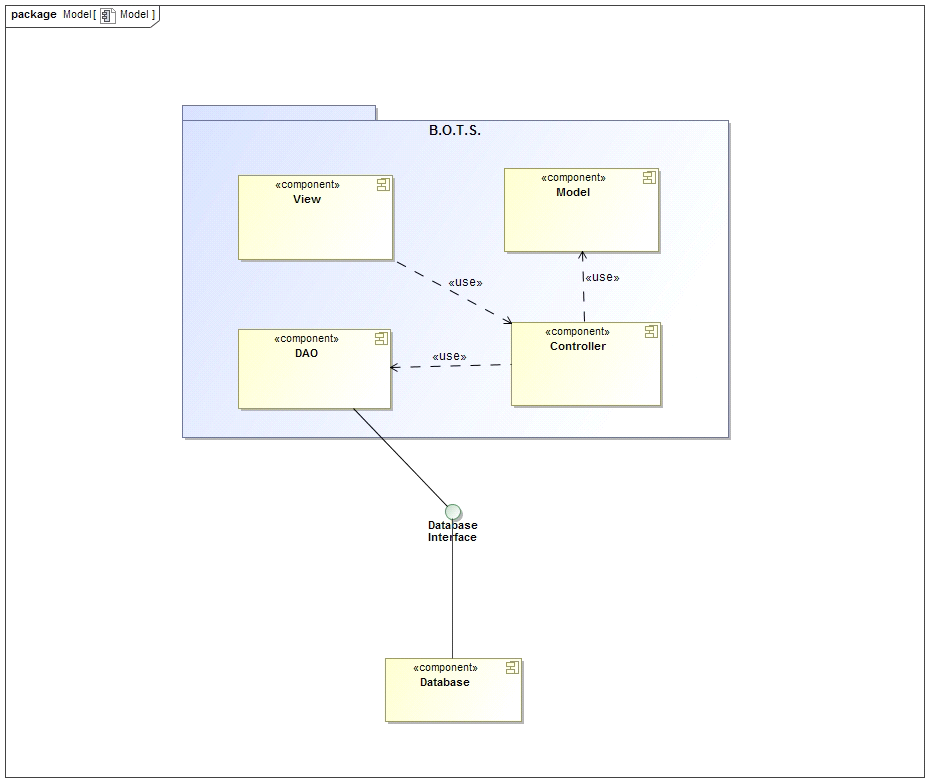 package Model[ Model ]
B.O.T.S.
«component»
View
«component»
Model
«use»
«use»
«component»
DAO
«component»
Controller
«use»
Database
Interface
«component»
Database